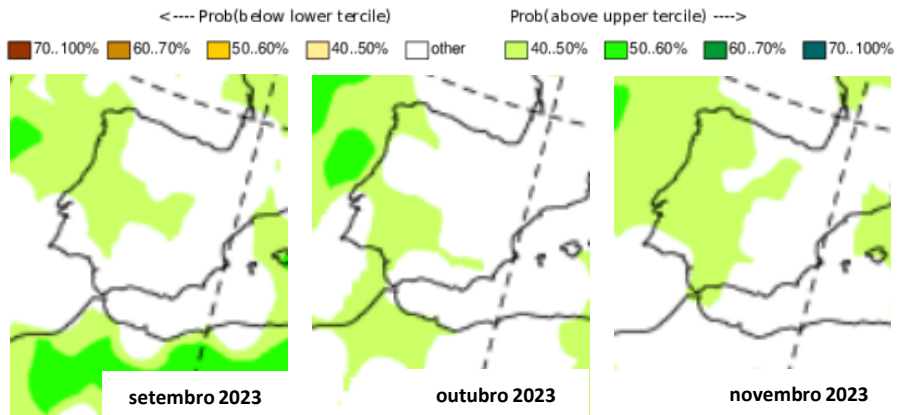 <---- Prob(below lower tercile) Prob(above upper tercile) ---->
70..100% 60..70% 50..60% 40..50% other 40..50% 50..60% 60..70% 70..100%
setembro 2023 outubro 2023 novembro 2023